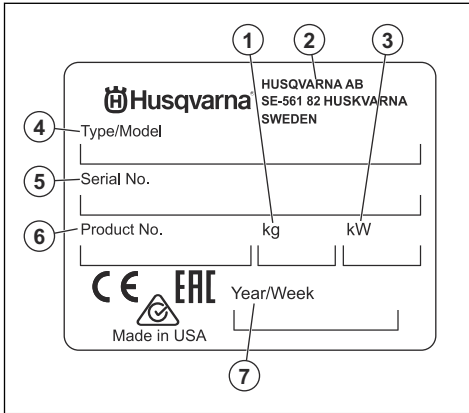 1
2
3
Husqvarna
HUSQVARNA AB
SE-561 82 HUSKVARNA
SWEDEN
4
Type/Model
5
Serial No.
6
Product No.
kg
kW
CE
EAC
Year/Week
Made in USA
7